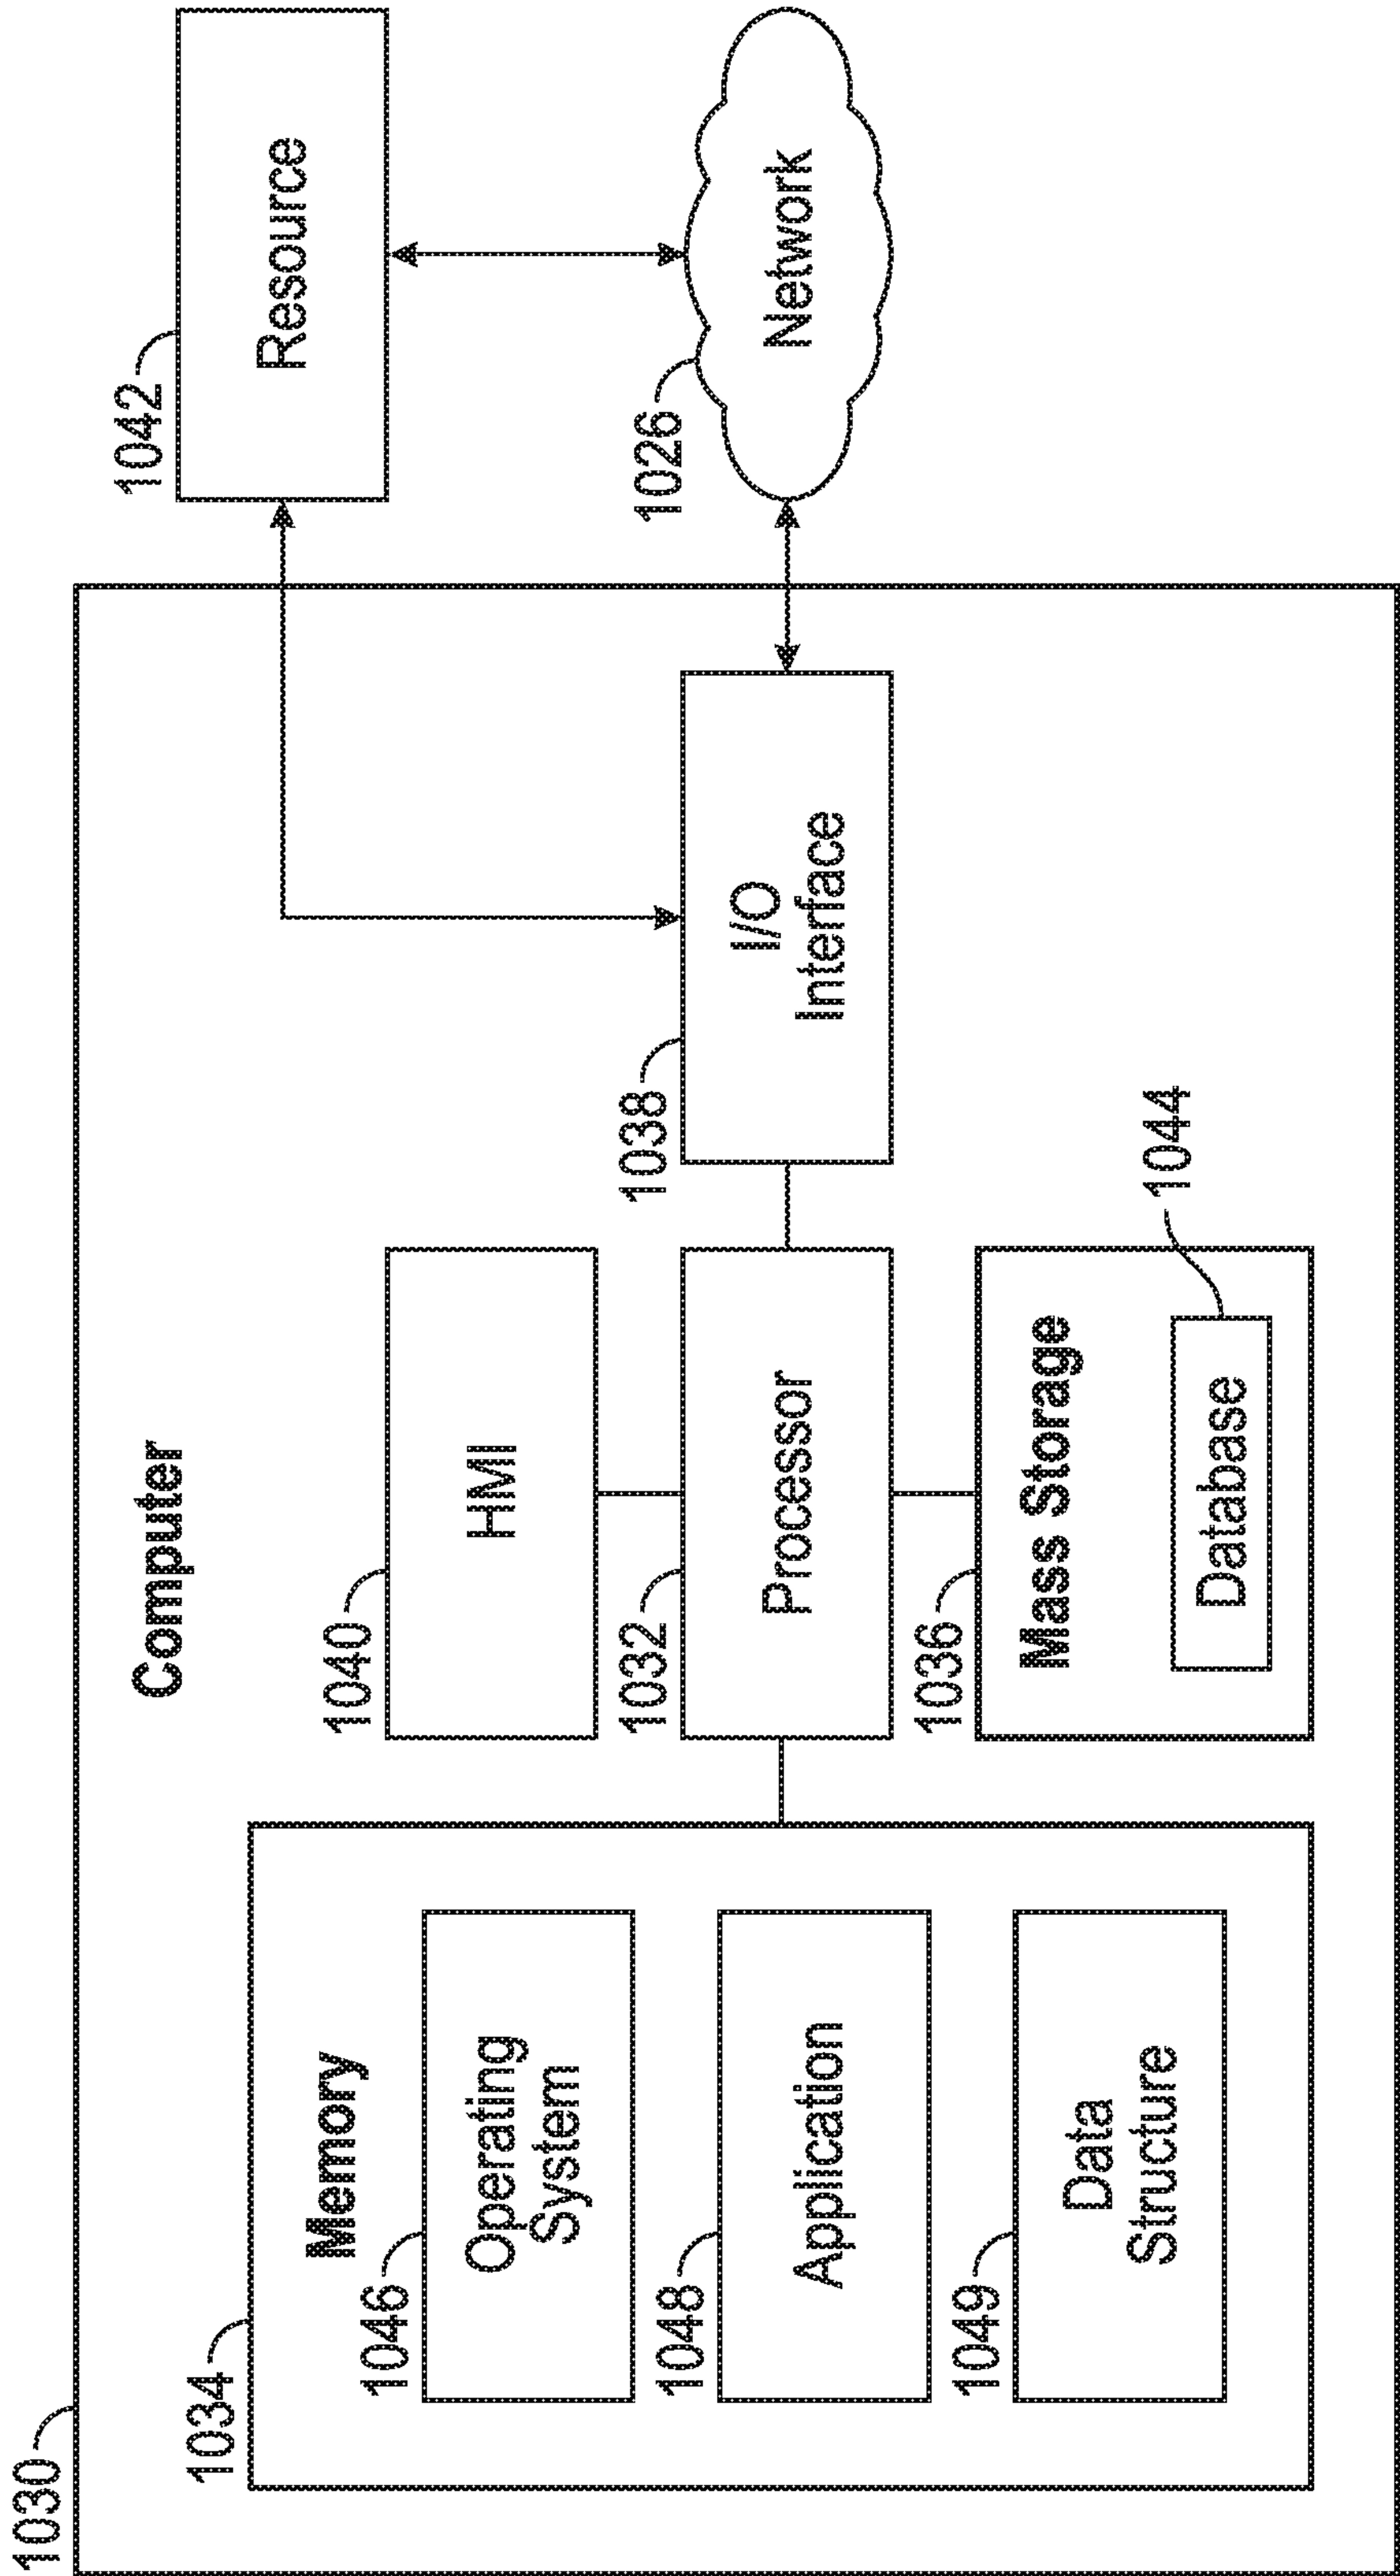 1030
Computer
1034
Memory
1046
Operating
System
1048
Application
1049
Data
Structure
1040
HMI
1032
Processor
1036
Mass Storage
Database
1044
1038
I/O
Interface
1042
Resource
1026
Network